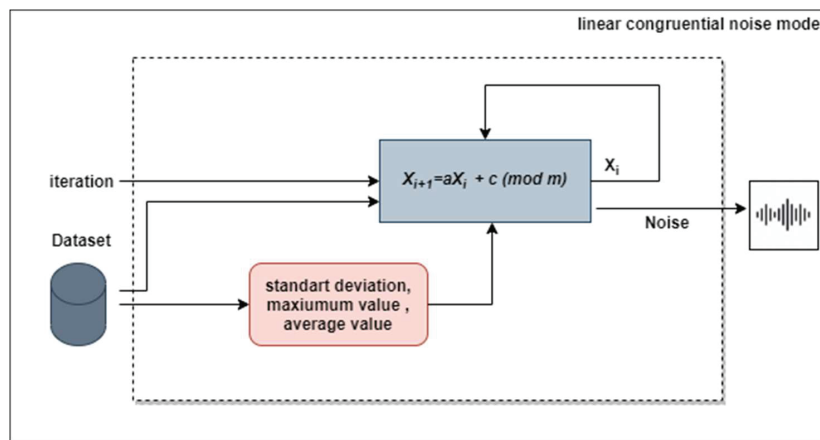 linear congruential noise mode
iteration
Dataset
X_{i+1}=aX_i + c (mod m)
X_i
Noise
standart deviation,
maxiumum value ,
average value